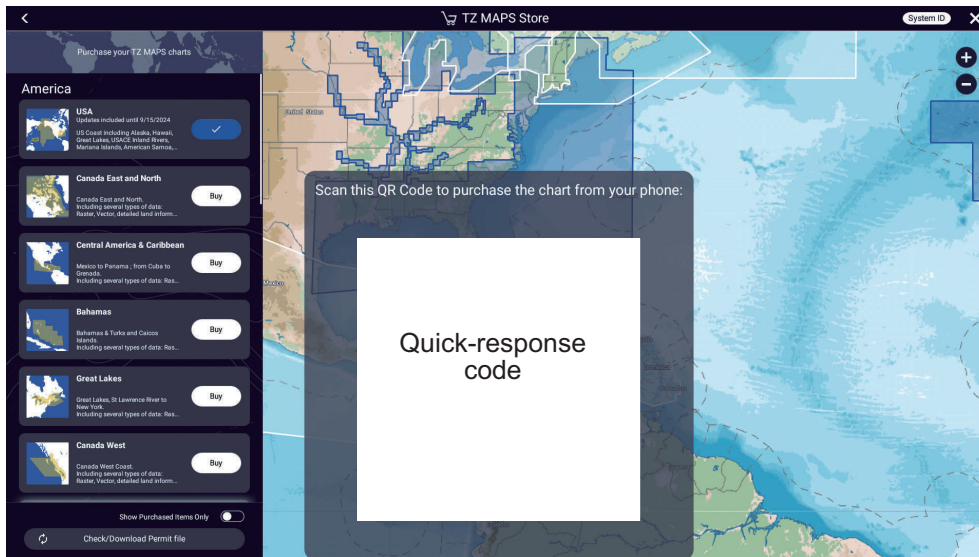 TZ MAPS Store
System ID
Purchase your TZ MAPS charts
America
USA
Updates included until 9/15/2024
US Coast including Alaska, Hawaii,
Great Lakes, USACE Inland Rivers,
Mariana Islands, American Samoa,...
Canada East and North
Canada East and North.
Including several types of data:
Raster, Vector, detailed land inform...
Buy
Central America & Caribbean
Mexico to Panama ; from Cuba to
Grenada.
Including several types of data: Ras...
Buy
Bahamas
Bahamas & Turks and Caicos
Islands.
Including several types of data: Ras...
Buy
Great Lakes
Great Lakes, St Lawrence River to
New York.
Including several types of data: Ras...
Buy
Canada West
Canada West Coast.
Including several types of data:
Raster, Vector, detailed land inform...
Buy
Show Purchased Items Only
Check/Download Permit file
United States
Mexico
Scan this QR Code to purchase the chart from your phone:
Quick-response
code